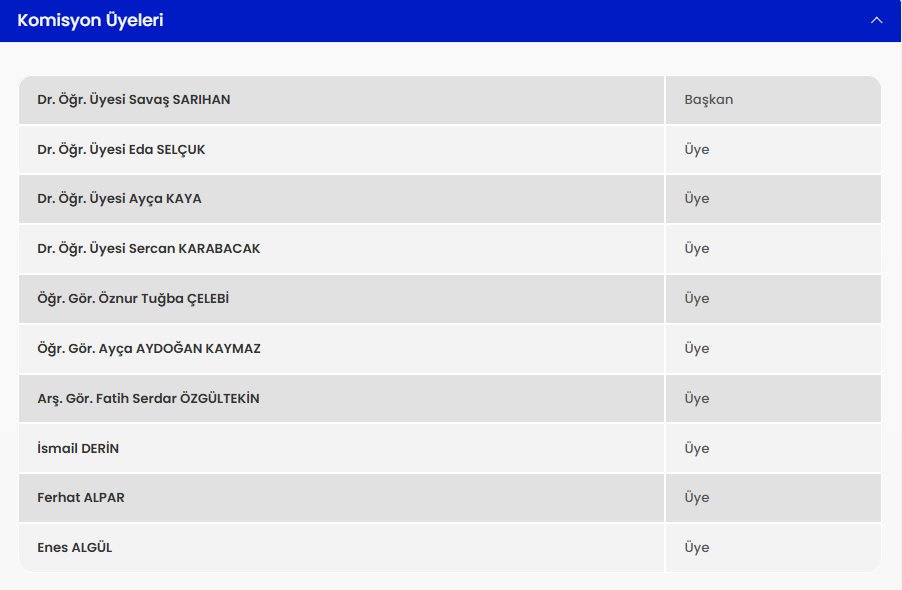 Komisyon Üyeleri
Dr. Öğr. Üyesi Savaş SARIHAN Başkan
Dr. Öğr. Üyesi Eda SELÇUK Üye
Dr. Öğr. Üyesi Ayça KAYA Üye
Dr. Öğr. Üyesi Sercan KARABACAK Üye
Öğr. Gör. Öznur Tuğba ÇELEBİ Üye
Öğr. Gör. Ayça AYDOĞAN KAYMAZ Üye
Arş. Gör. Fatih Serdar ÖZGÜLTEKİN Üye
İsmail DERİN Üye
Ferhat ALPAR Üye
Enes ALGÜL Üye